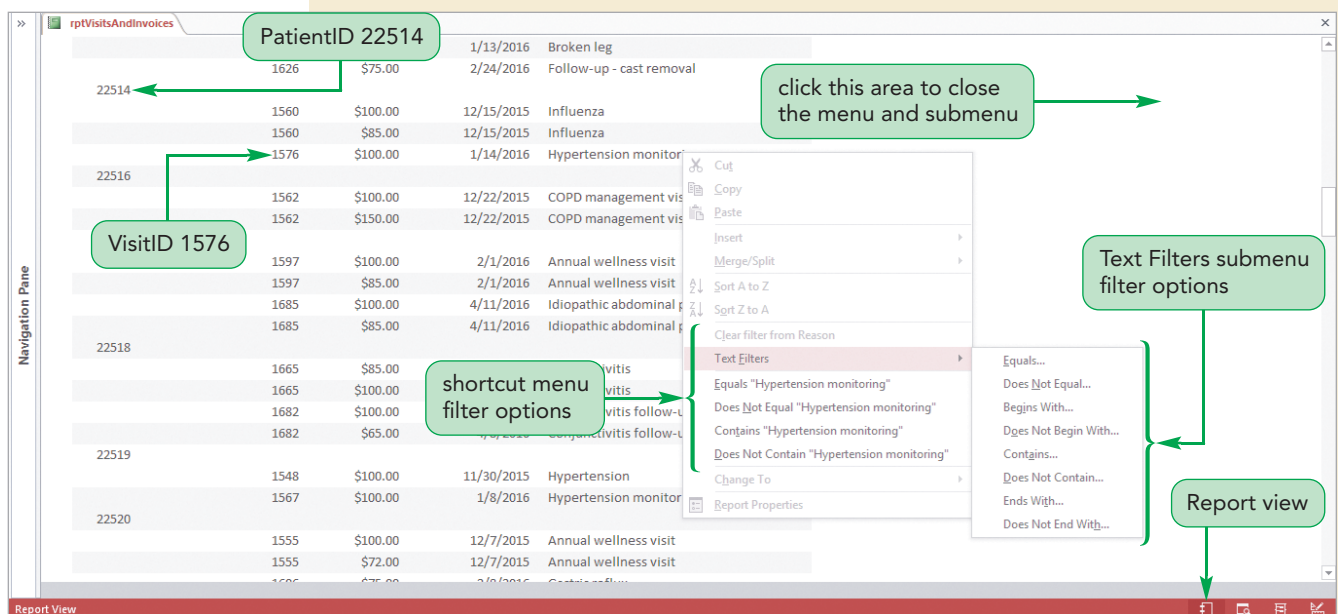 rptVisitsAndInvoices
PatientID 22514
1/13/2016 Broken leg
1626 $75.00 2/24/2016 Follow-up - cast removal
22514
click this area to close
the menu and submenu
1560 $100.00 12/15/2015 Influenza
1560 $85.00 12/15/2015 Influenza
1576 $100.00 1/14/2016 Hypertension monitori
22516
1562 $100.00 12/22/2015 COPD management vis
1562 $150.00 12/22/2015 COPD management vis
VisitID 1576
1597 $100.00 2/1/2016 Annual wellness visit
1597 $85.00 2/1/2016 Annual wellness visit
1685 $100.00 4/11/2016 Idiopathic abdominal p
1685 $85.00 4/11/2016 Idiopathic abdominal p
22518
1665 $85.00 ivitis
1665 $100.00 ivitis
1682 $100.00 vitis follow-u
1682 $65.00 Conjunctivitis follow-u
22519
1548 $100.00 11/30/2015 Hypertension
1567 $100.00 1/8/2016 Hypertension monitor
22520
1555 $100.00 12/7/2015 Annual wellness visit
1555 $72.00 12/7/2015 Annual wellness visit
Navigation Pane
shortcut menu
filter options
Cut
Copy
Paste
Insert
Merge/Split
Sort A to Z
Sort Z to A
Clear filter from Reason
Text Filters
Equals "Hypertension monitoring"
Does Not Equal "Hypertension monitoring"
Contains "Hypertension monitoring"
Does Not Contain "Hypertension monitoring"
Change To
Report Properties
Text Filters submenu
filter options
Equals...
Does Not Equal...
Begins With...
Does Not Begin With...
Contains...
Does Not Contain...
Ends With...
Does Not End With...
Report view
Report View